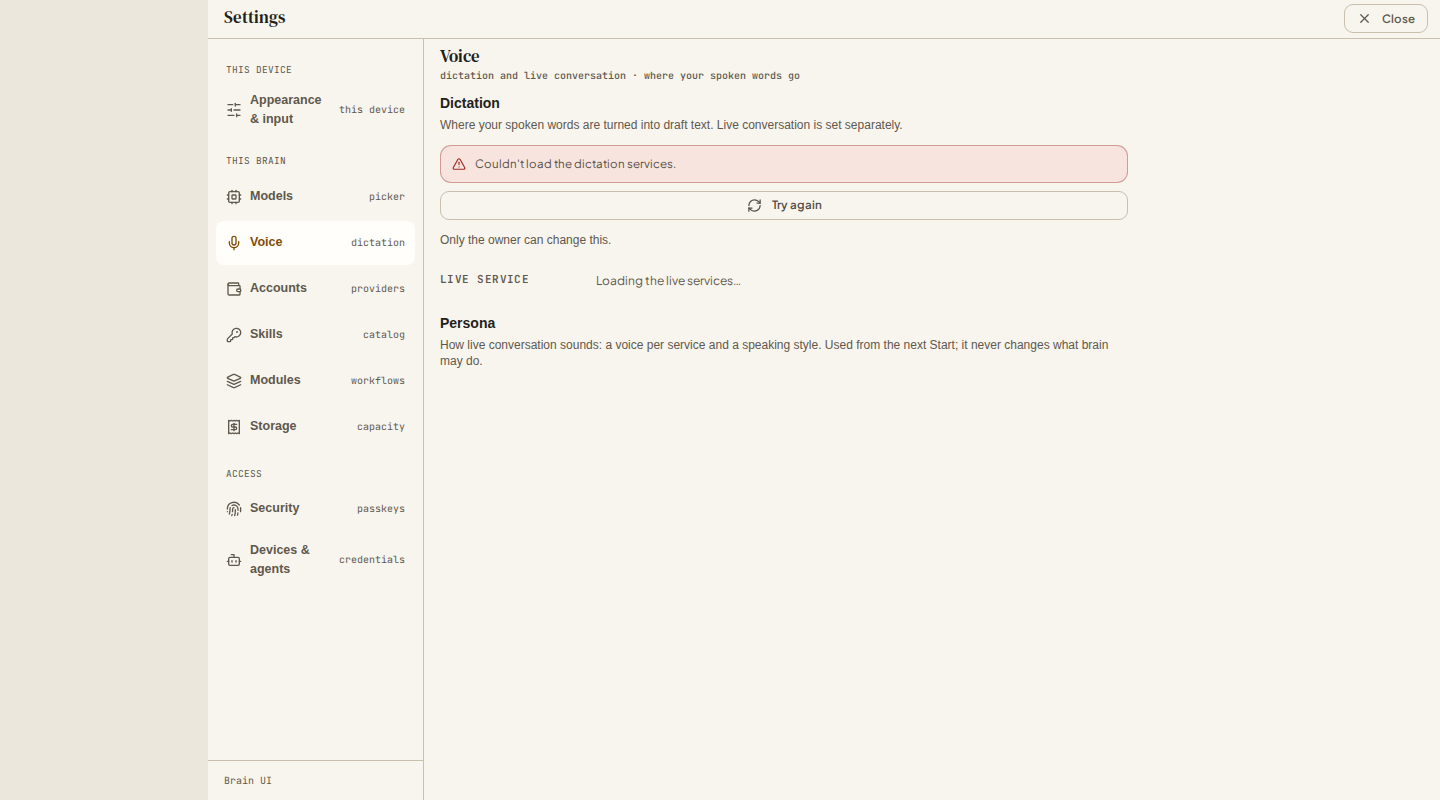 Settings
Close
THIS DEVICE
Appearance
& input
this device
THIS BRAIN
Models
picker
Voice
dictation
Accounts
providers
Skills
catalog
Modules
workflows
Storage
capacity
ACCESS
Security
passkeys
Devices &
agents
credentials
Brain UI
Voice
dictation and live conversation · where your spoken words go
Dictation
Where your spoken words are turned into draft text. Live conversation is set separately.
Couldn't load the dictation services.
Try again
Only the owner can change this.
LIVE SERVICE
Loading the live services…
Persona
How live conversation sounds: a voice per service and a speaking style. Used from the next Start; it never changes what brain
may do.